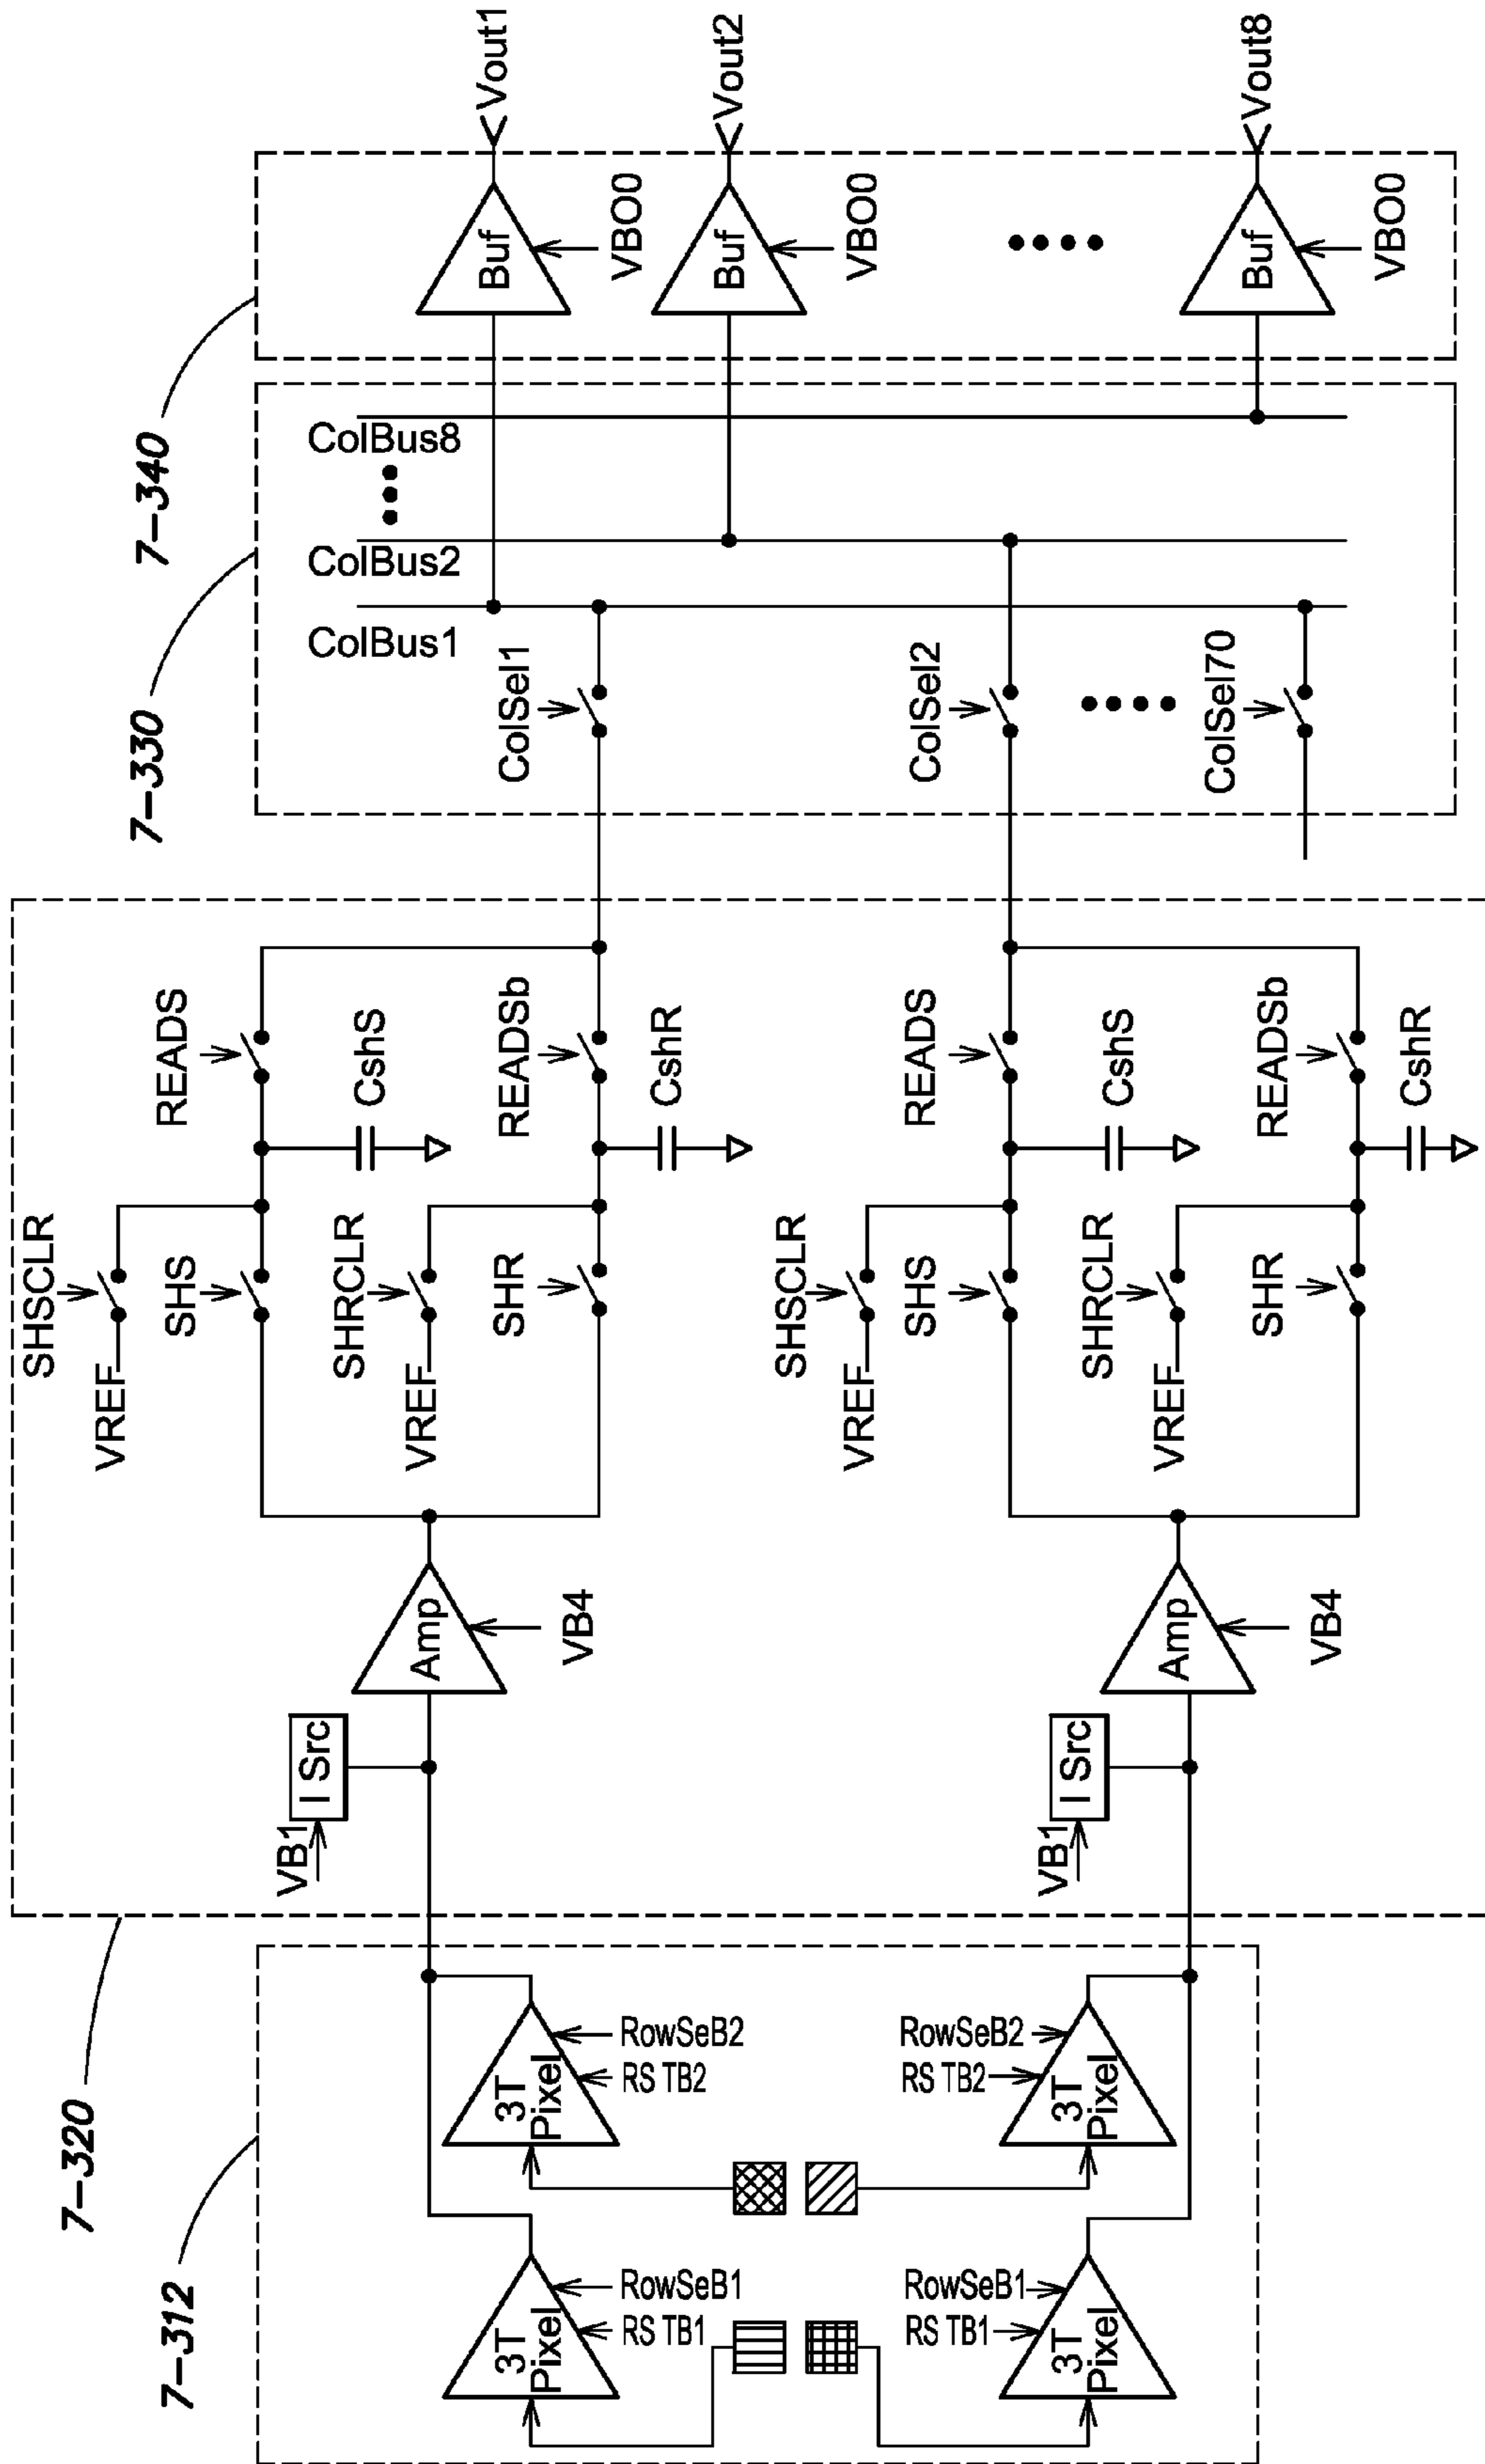 7-312
7-320
7-330
7-340
3T
Pixel
RowSeB1
RS TB1
3T
Pixel
RowSeB2
RS TB2
RowSeB1
RS TB1
3T
Pixel
RowSeB2
RS TB2
3T
Pixel
VB1
I Src
Amp
VB4
VREF
SHSCLR
SHS
VREF
SHRCLR
SHR
READS
CshS
READSb
CshR
VB1
I Src
Amp
VB4
VREF
SHSCLR
SHS
VREF
SHRCLR
SHR
READS
CshS
READSb
CshR
ColSel1
ColSel2
ColSel70
ColBus1
ColBus2
ColBus8
Buf
VBO0
Vout1
Buf
VBO0
Vout2
Buf
VBO0
Vout8